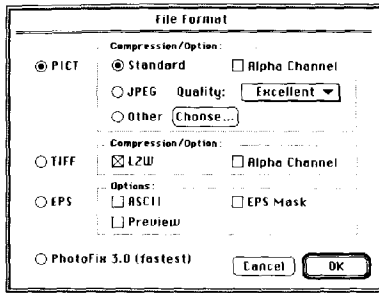 File Format
Compression/Option:
PICT Standard Alpha Channel
JPEG Quality: Excellent
Other Choose...
Compression/Option:
TIFF LZW Alpha Channel
Options:
EPS ASCII EPS Mask
Preview
PhotoFix 3.0 (fastest) Cancel OK